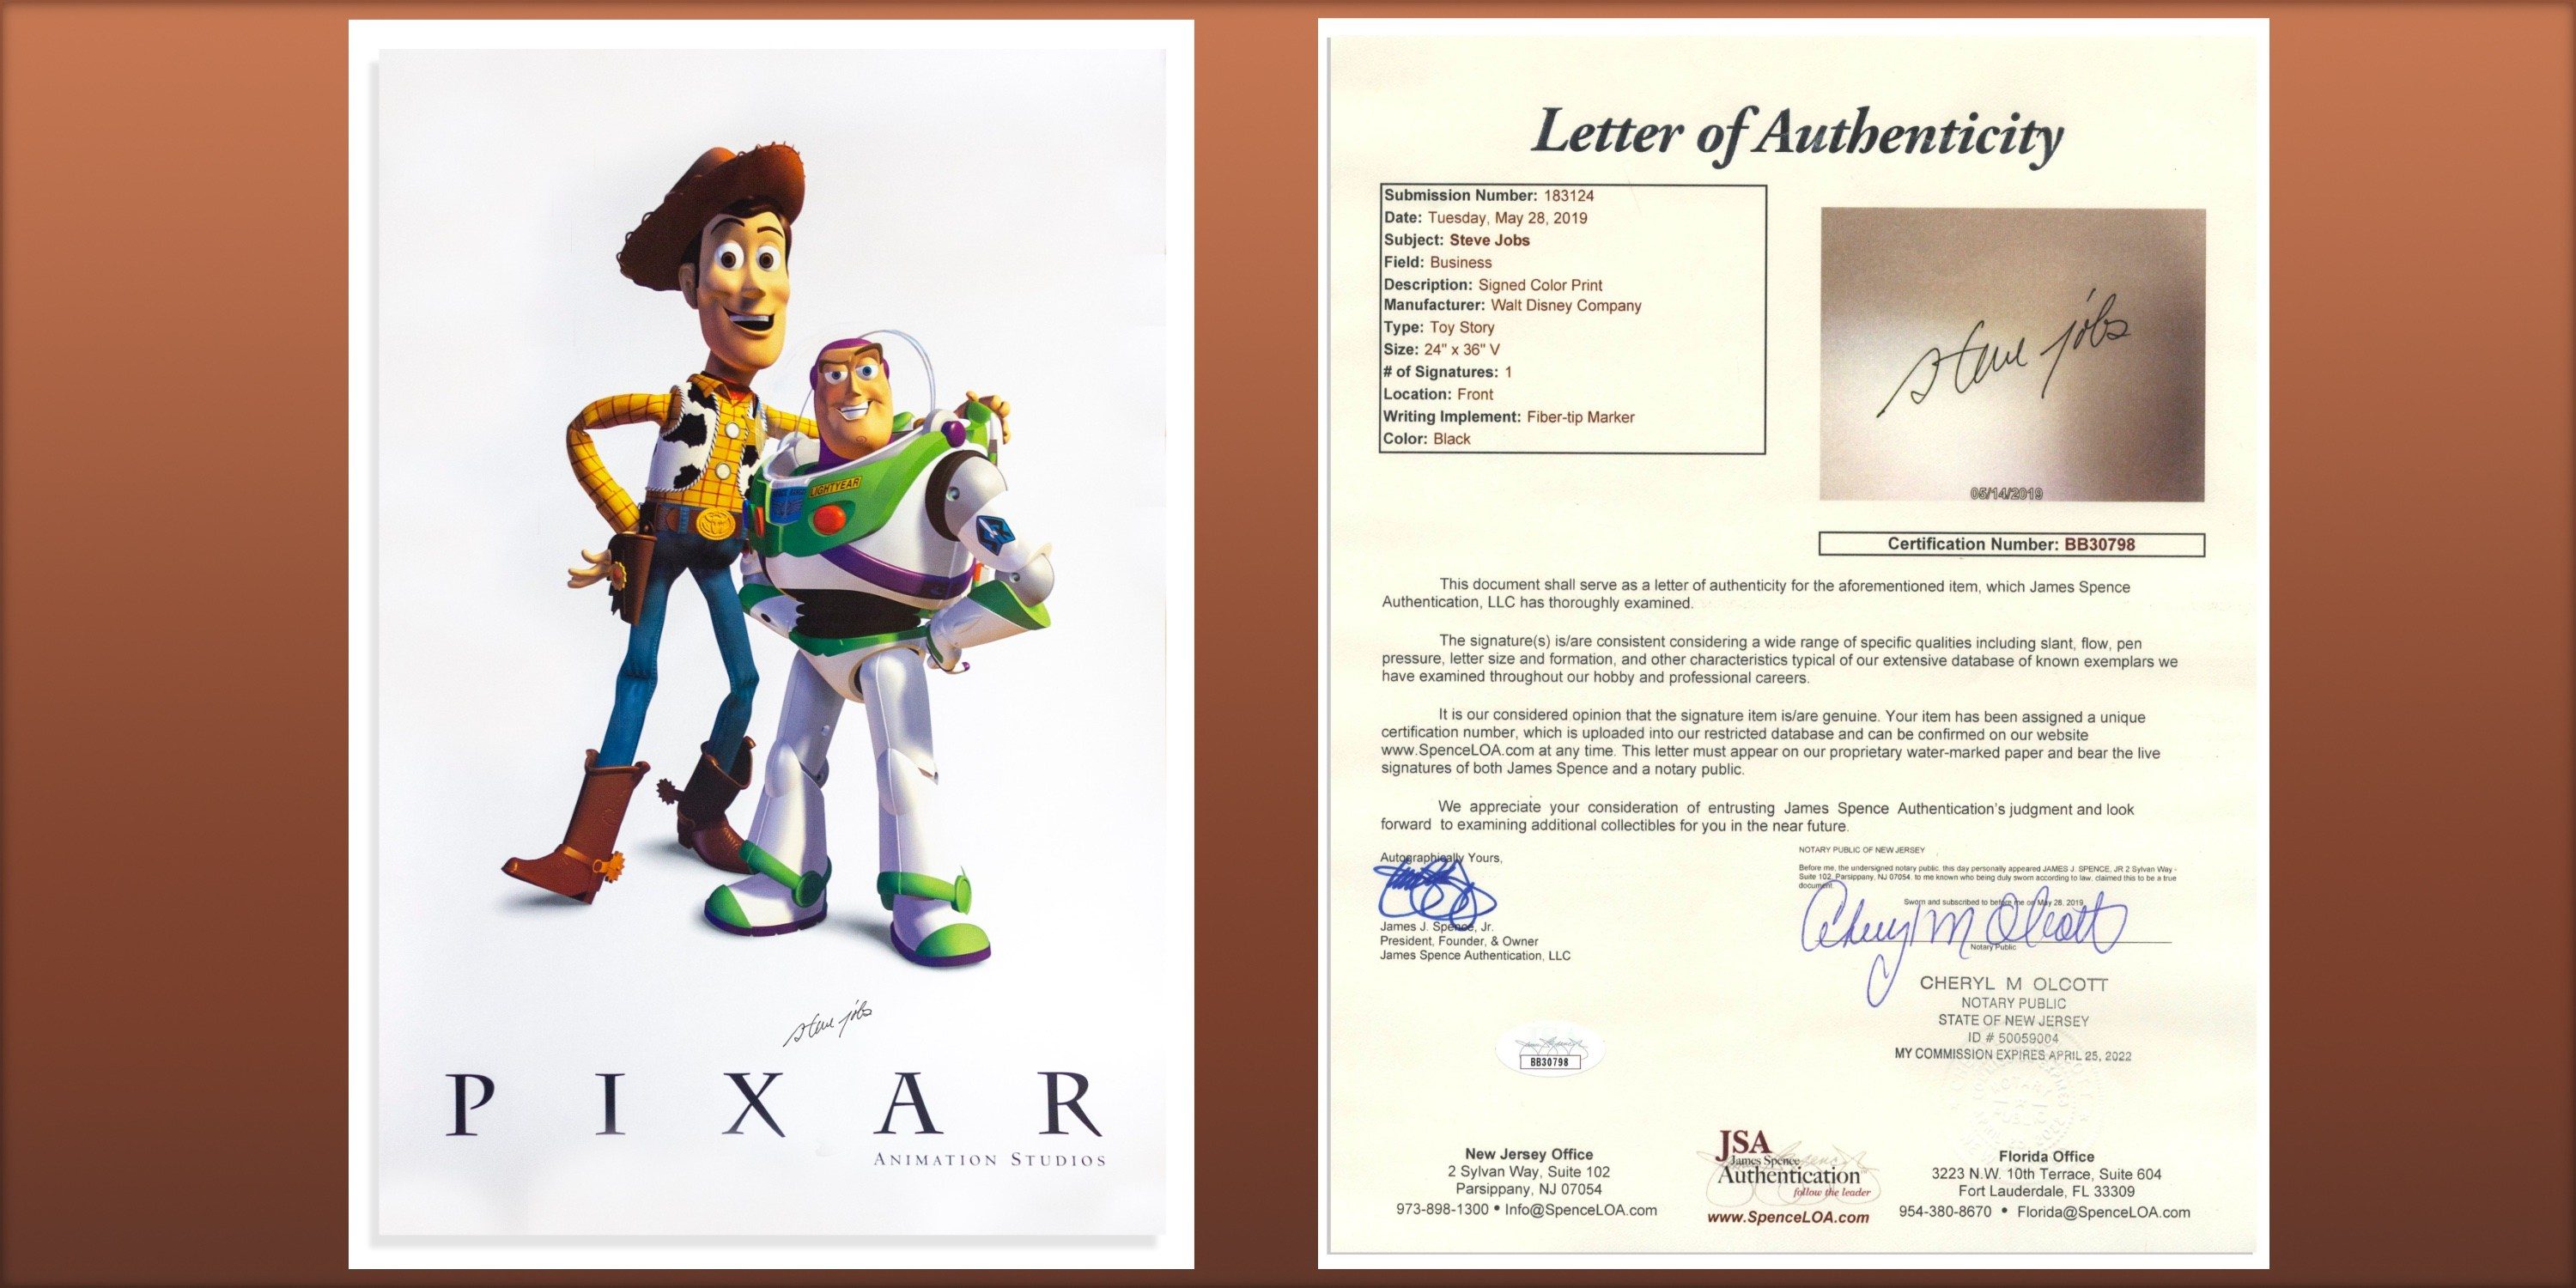 LIGHTYEAR
steve jobs
P I X A R
ANIMATION STUDIOS
Letter of Authenticity
Submission Number: 183124
Date: Tuesday, May 28, 2019
Subject: Steve Jobs
Field: Business
Description: Signed Color Print
Manufacturer: Walt Disney Company
Type: Toy Story
Size: 24" x 36" V
# of Signatures: 1
Location: Front
Writing Implement: Fiber-tip Marker
Color: Black
steve jobs
05/14/2019
Certification Number: BB30798
This document shall serve as a letter of authenticity for the aforementioned item, which James Spence
Authentication, LLC has thoroughly examined.
The signature(s) is/are consistent considering a wide range of specific qualities including slant, flow, pen
pressure, letter size and formation, and other characteristics typical of our extensive database of known exemplars we
have examined throughout our hobby and professional careers.
It is our considered opinion that the signature item is/are genuine. Your item has been assigned a unique
certification number, which is uploaded into our restricted database and can be confirmed on our website
www.SpenceLOA.com at any time. This letter must appear on our proprietary water-marked paper and bear the live
signatures of both James Spence and a notary public.
We appreciate your consideration of entrusting James Spence Authentication's judgment and look
forward to examining additional collectibles for you in the near future.
Autographically Yours,
James J. Spence, Jr.
President, Founder, & Owner
James Spence Authentication, LLC
NOTARY PUBLIC OF NEW JERSEY
Before me, the undersigned notary public, this day personally appeared JAMES J. SPENCE, JR 2 Sylvan Way -
Suite 102, Parsippany, NJ 07054, to me known who being duly sworn according to law, claimed this to be a true
document.
Sworn and subscribed to before me on May 28, 2019
Cheryl M Olcott
Notary Public
CHERYL M OLCOTT
NOTARY PUBLIC
STATE OF NEW JERSEY
ID # 50059004
MY COMMISSION EXPIRES APRIL 25, 2022
BB30798
New Jersey Office
2 Sylvan Way, Suite 102
Parsippany, NJ 07054
973-898-1300 • Info@SpenceLOA.com
JSA
James Spence
Authentication
follow the leader
www.SpenceLOA.com
Florida Office
3223 N.W. 10th Terrace, Suite 604
Fort Lauderdale, FL 33309
954-380-8670 • Florida@SpenceLOA.com